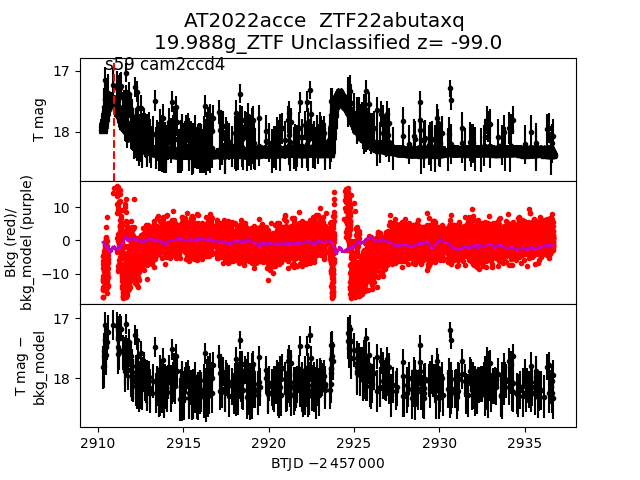 AT2022acce ZTF22abutaxq
19.988g_ZTF Unclassified z= -99.0
s59 cam2ccd4
17
18
T mag
10
0
−10
Bkg (red)/
bkg_model (purple)
17
18
T mag −
bkg_model
2910 2915 2920 2925 2930 2935
BTJD −2 457 000